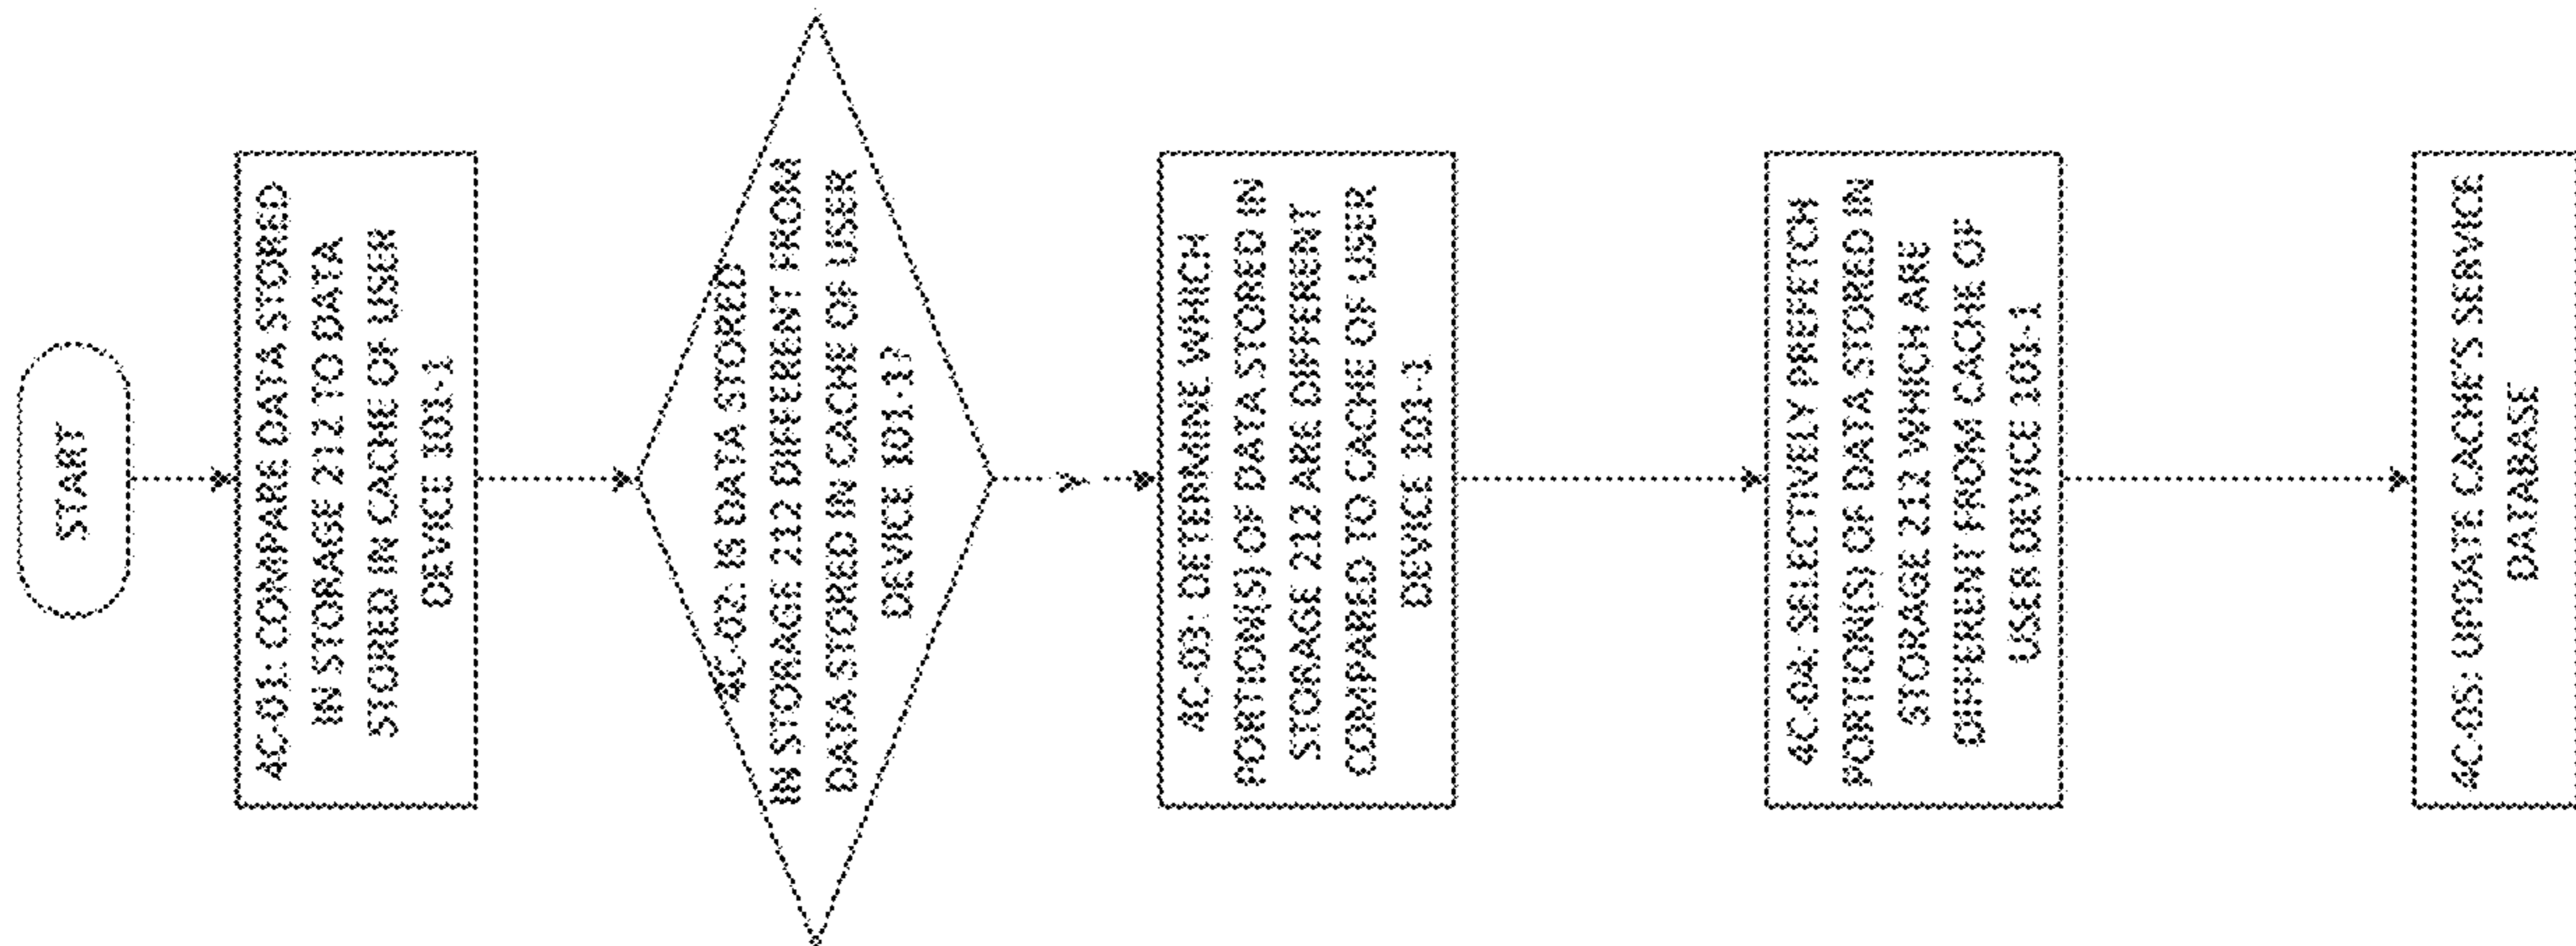 START
4C-01: COMPARE DATA STORED
IN STORAGE 212 TO DATA
STORED IN CACHE OF USER
DEVICE 101-1
4C-02: IS DATA STORED
IN STORAGE 212 DIFFERENT FROM
DATA STORED IN CACHE OF USER
DEVICE 101-1?
Y
4C-03: DETERMINE WHICH
PORTION(S) OF DATA STORED IN
STORAGE 212 ARE DIFFERENT
COMPARED TO CACHE OF USER
DEVICE 101-1
4C-04: SELECTIVELY PREFETCH
PORTION(S) OF DATA STORED IN
STORAGE 212 WHICH ARE
DIFFERENT FROM CACHE OF
USER DEVICE 101-1
4C-05: UPDATE CACHE'S SERVICE
DATABASE